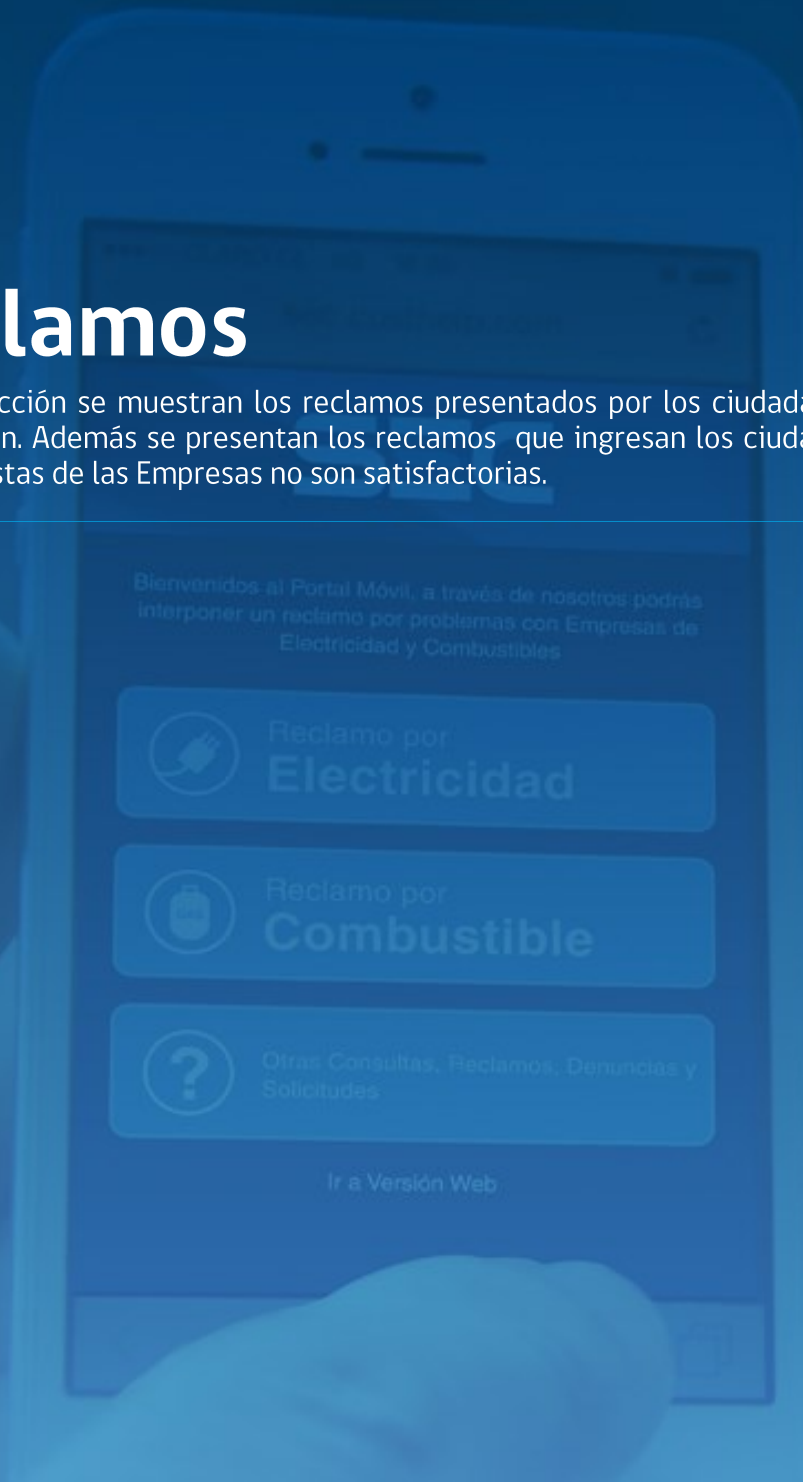 lamos
cción se muestran los reclamos presentados por los ciudada
n. Además se presentan los reclamos que ingresan los ciuda
stas de las Empresas no son satisfactorias.
SEC
Bienvenidos al Portal Móvil, a través de nosotros podrás
interponer un reclamo por problemas con Empresas de
Electricidad y Combustibles
Reclamo por
Electricidad
Reclamo por
GAS
Combustible
?
Otras Consultas, Reclamos, Denuncias y
Solicitudes
Ir a Versión Web